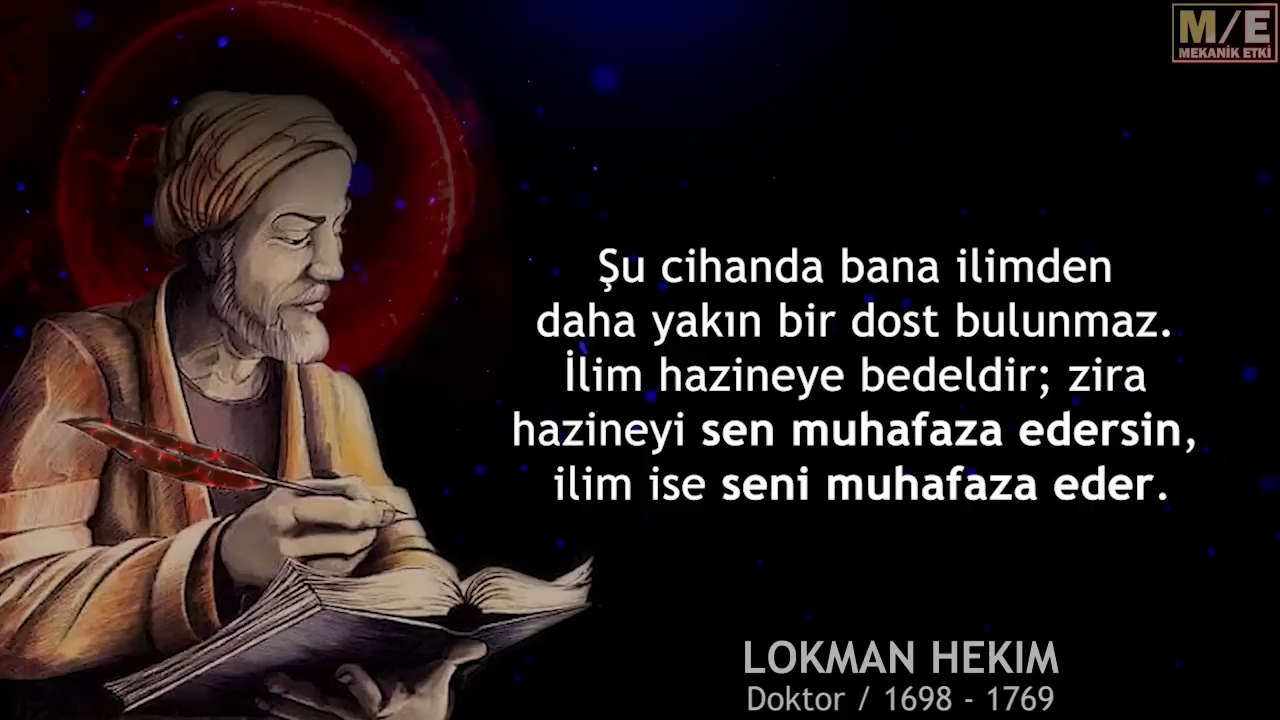 M/E
MEKANİK ETKİ
Şu cihanda bana ilimden
daha yakın bir dost bulunmaz.
İlim hazineye bedeldir; zira
hazineyi sen muhafaza edersin,
ilim ise seni muhafaza eder.
LOKMAN HEKIM
Doktor / 1698 - 1769